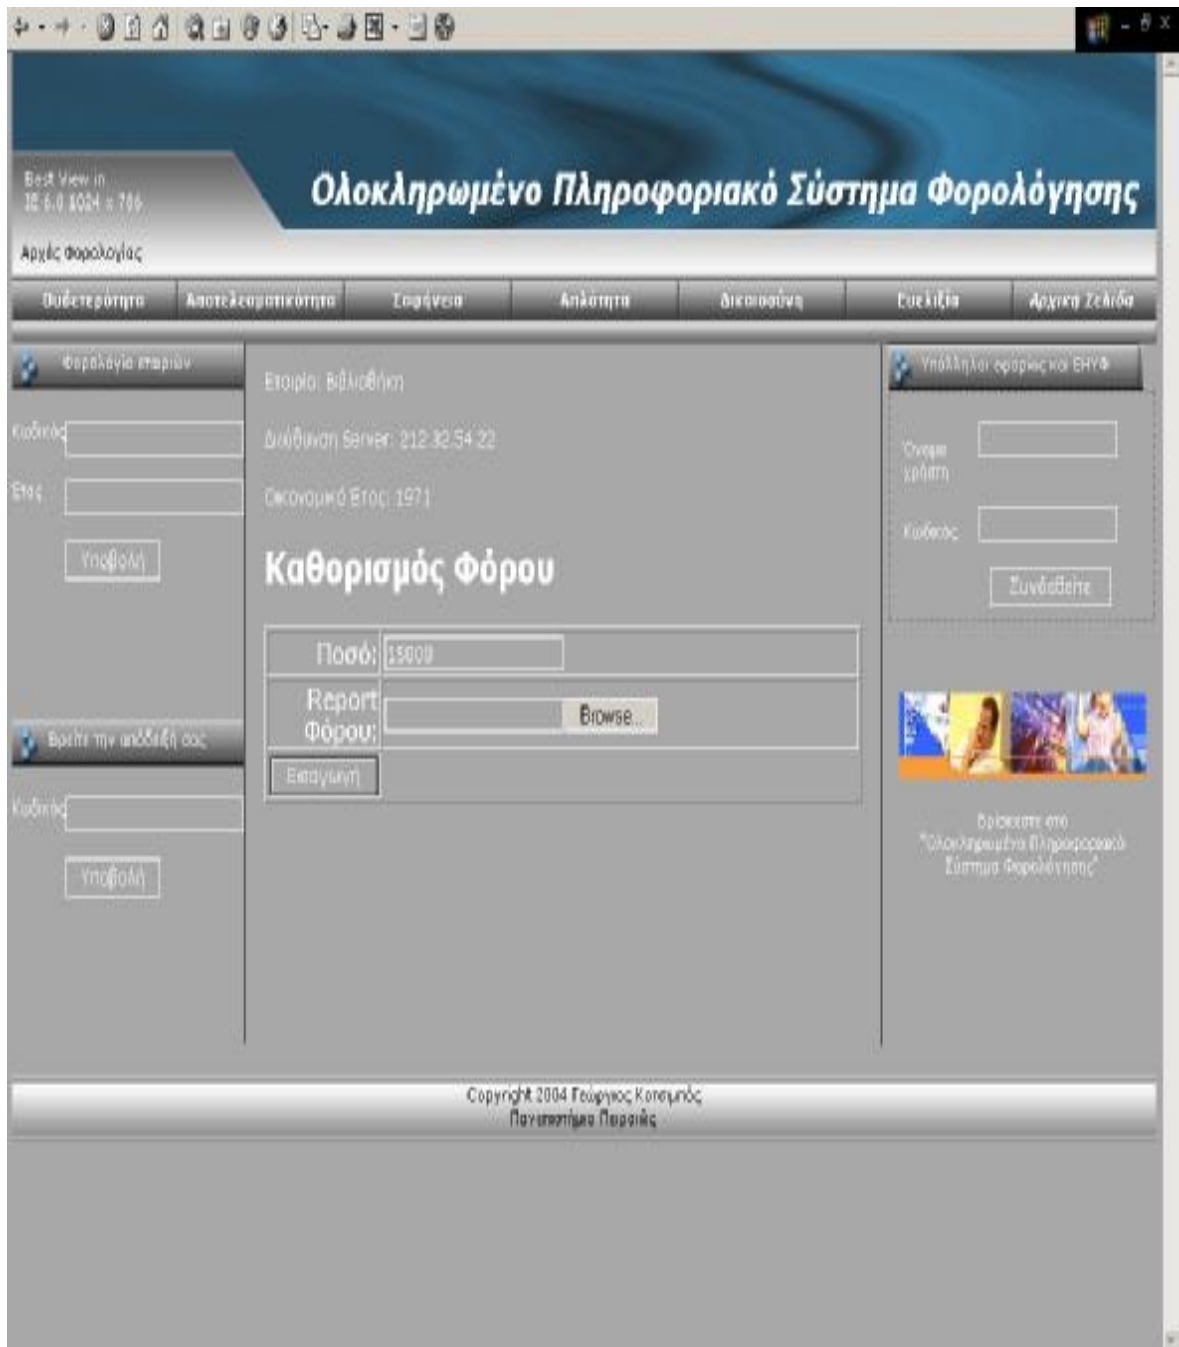 Best View in
IE 6.0 1024 x 786
Ολοκληρωμένο Πληροφοριακό Σύστημα Φορολόγησης
Αρχές Φορολογίας
Ουδετερότητα Αποτελεσματικότητα Σαφήνεια Απλότητα Δικαιοσύνη Ευελιξία Αρχική Σελίδα
Φορολογία εταιριών
Κωδικός
Έτος
Υποβολή
Βρείτε την απόδειξή σας
Κωδικός
Υποβολή
Εταιρία: Βιβλιοθήκη
Διεύθυνση Server: 212.32.54.22
Οικονομικό Έτος: 1971
Καθορισμός Φόρου
Ποσό: 15000
Report
Φόρου: Browse...
Εισαγωγή
Υπάλληλοι εφορίας και ΕΗΥΦ
Όνομα
χρήστη
Κωδικός
Συνδεθείτε
Βρίσκεστε στο
"Ολοκληρωμένο Πληροφοριακό
Σύστημα Φορολόγησης"
Copyright 2004 Γεώργιος
Πανεπιστήμιο Πειραιώς